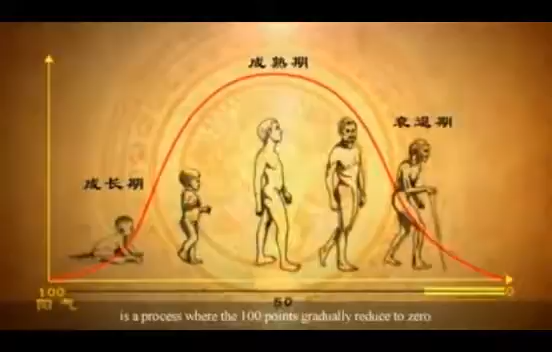 成熟期
衰退期
成长期
100
50
0
阳气
is a process where the 100 points gradually reduce to zero